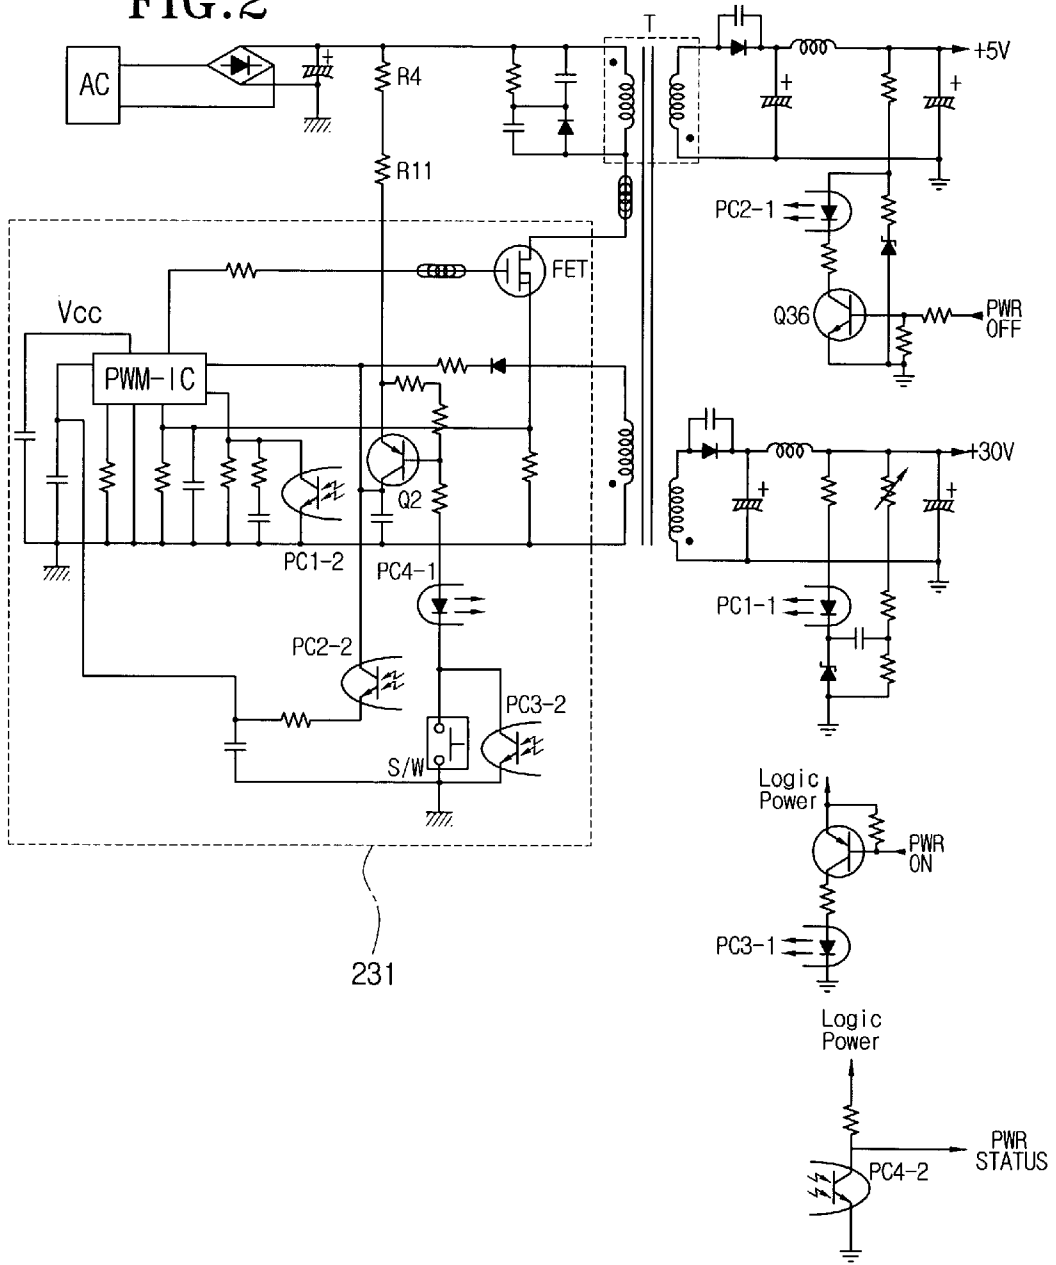 FIG.2
T
+5V
AC
R4
R11
PC2-1
FET
Q36
PWR
OFF
Vcc
PWM-IC
+30V
Q2
PC1-2
PC4-1
PC1-1
PC2-2
PC3-2
S/W
Logic
Power
PWR
ON
PC3-1
231
Logic
Power
PWR
STATUS
PC4-2